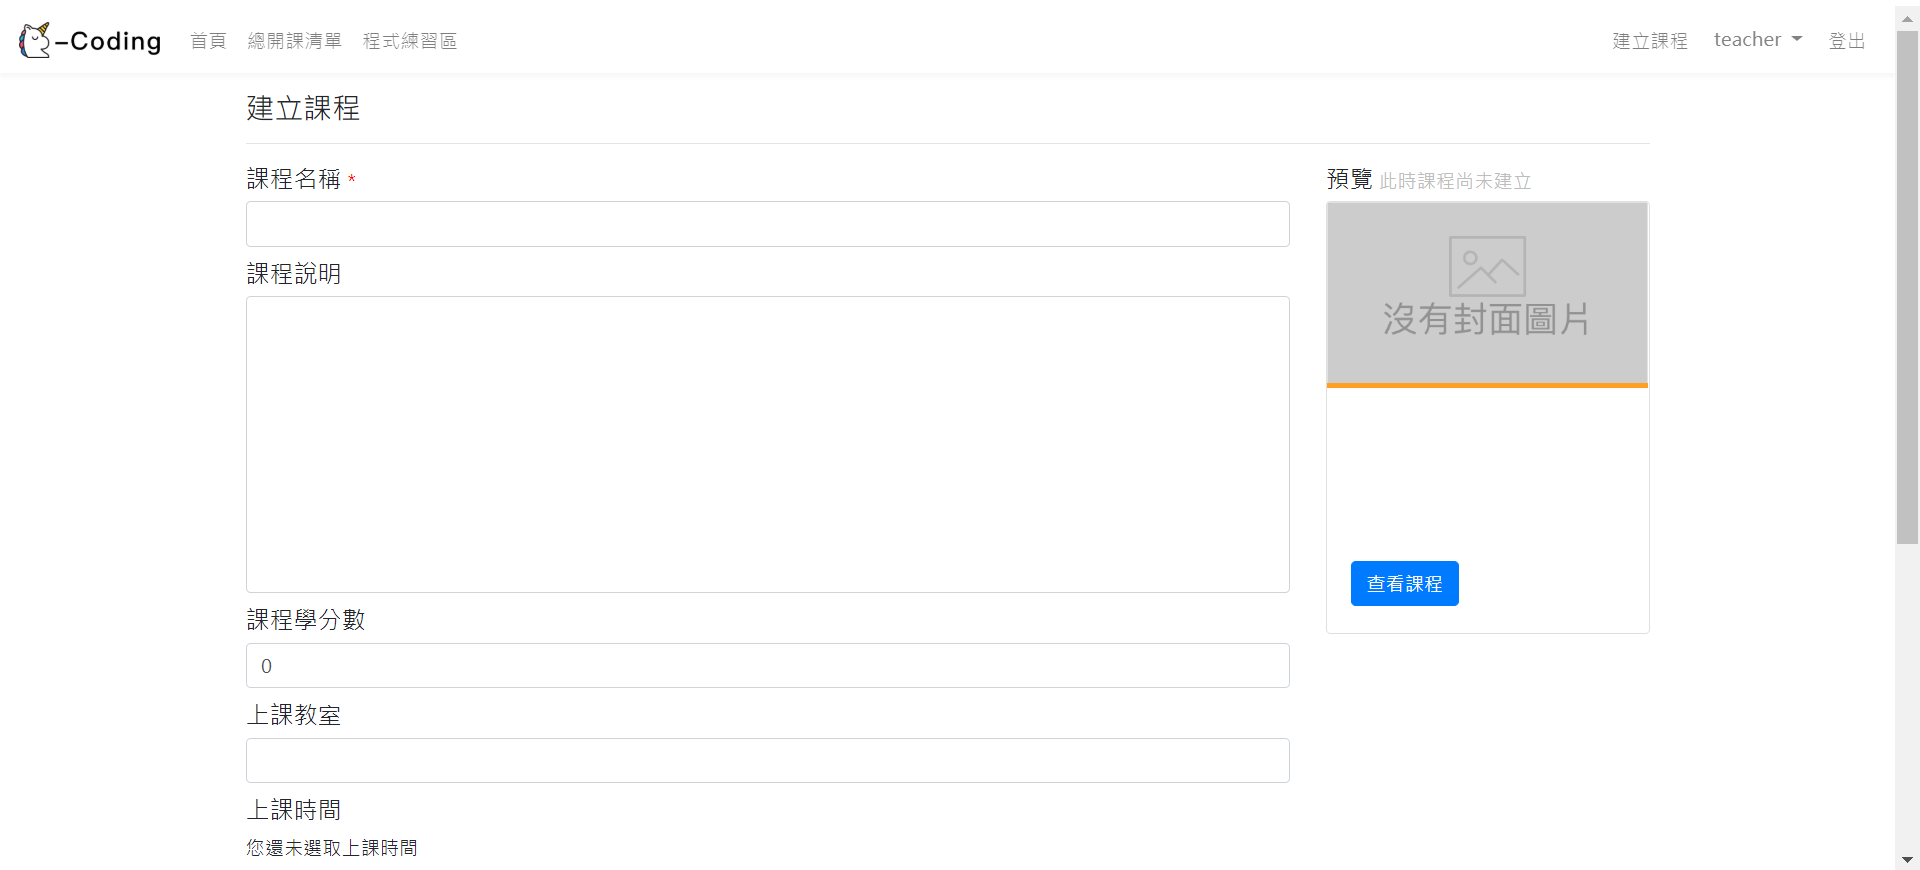 -Coding 首頁 總開課清單 程式練習區 建立課程 teacher 登出
建立課程
課程名稱 *
預覽 此時課程尚未建立
沒有封面圖片
課程說明
查看課程
課程學分數
0
上課教室
上課時間
您還未選取上課時間